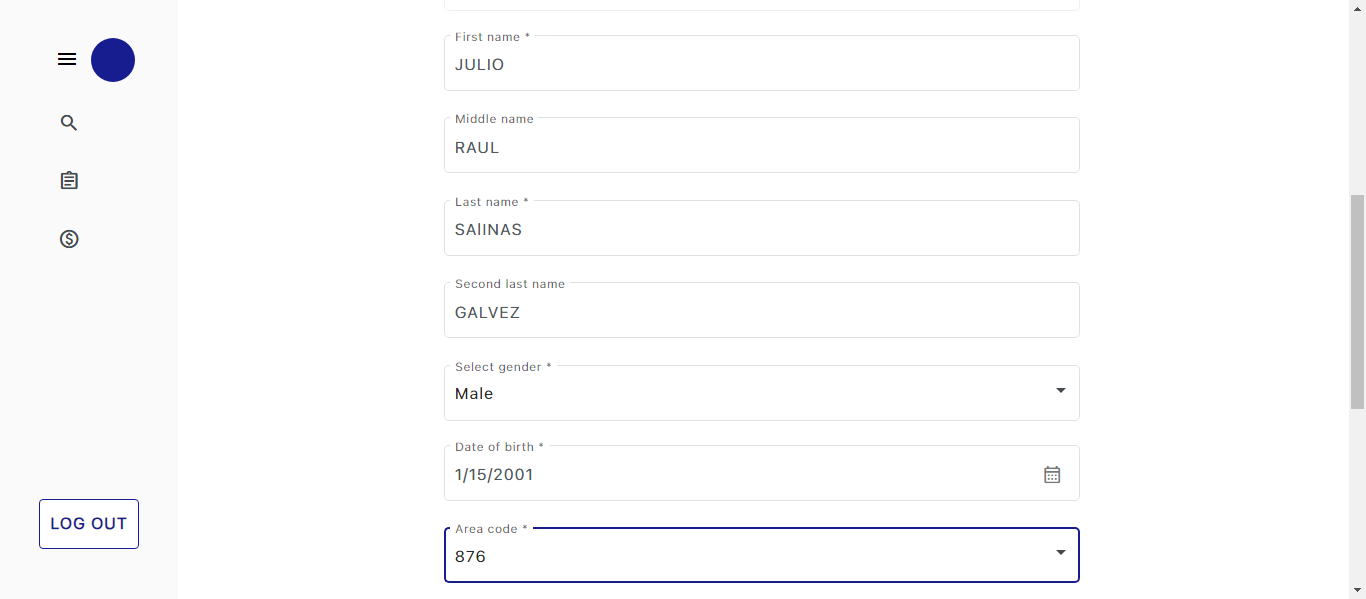 First name *
JULIO
Middle name
RAUL
Last name *
SAlINAS
Second last name
GALVEZ
Select gender *
Male
Date of birth *
1/15/2001
Area code *
876
LOG OUT